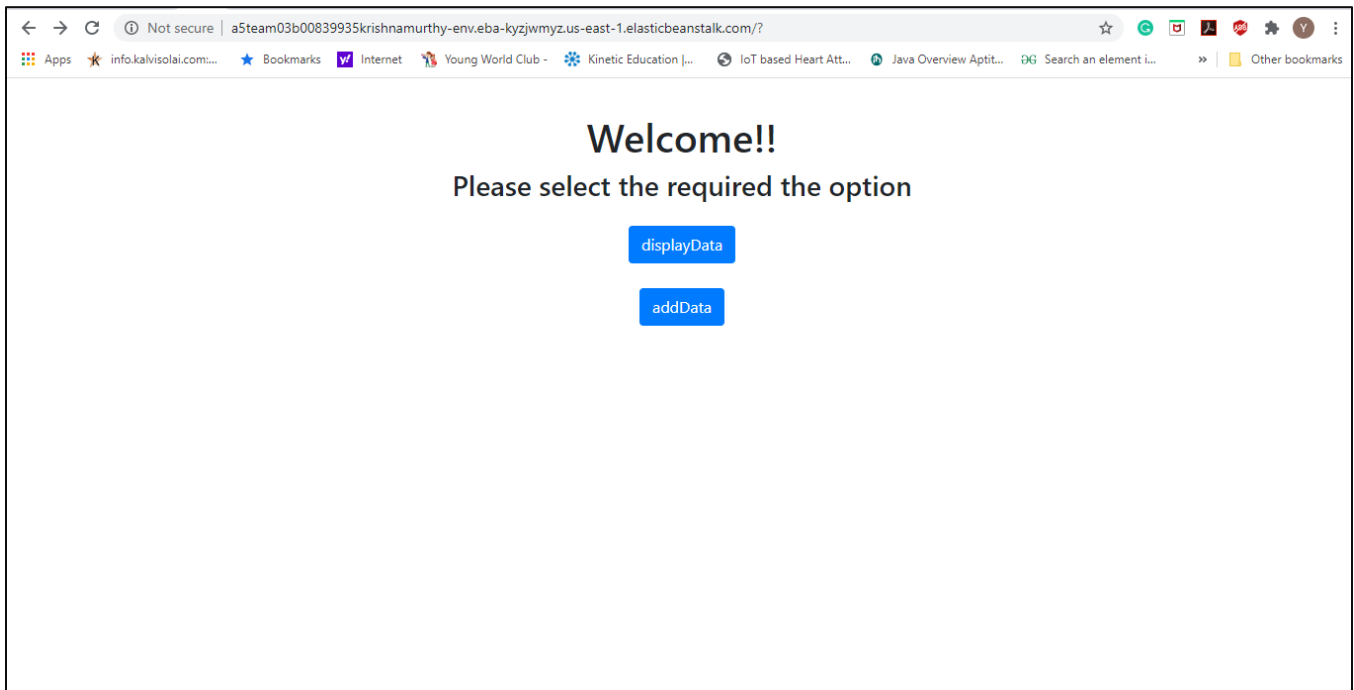 Not secure | a5team03b00839935krishnamurthy-env.eba-kyzjwmyz.us-east-1.elasticbeanstalk.com/? Y
Apps info.kalvisolai.com:... Bookmarks Internet Young World Club - Kinetic Education |... IoT based Heart Att... Java Overview Aptit... GG Search an element i... » Other bookmarks
Welcome!!
Please select the required the option
displayData
addData